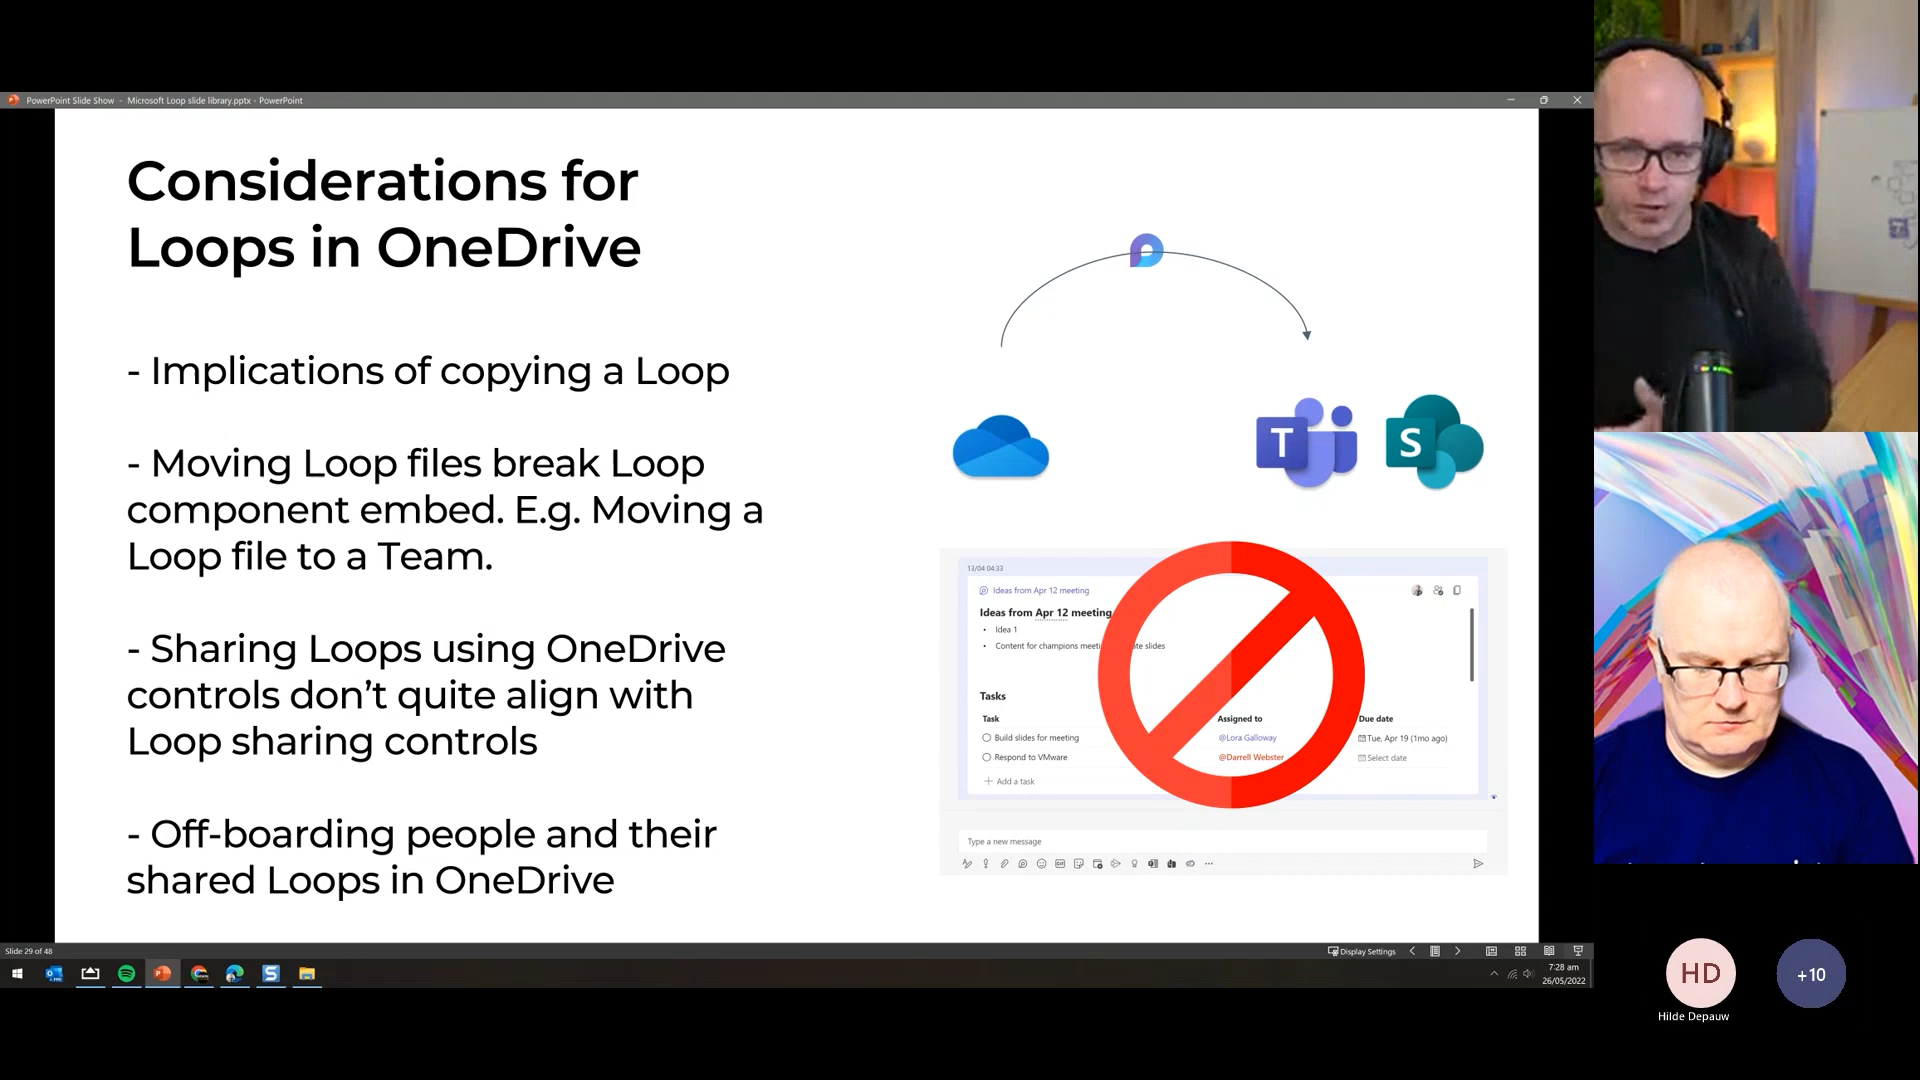 PowerPoint Slide Show - Microsoft Loop slide library.pptx - PowerPoint
Considerations for
Loops in OneDrive
- Implications of copying a Loop
- Moving Loop files break Loop
component embed. E.g. Moving a
Loop file to a Team.
- Sharing Loops using OneDrive
controls don’t quite align with
Loop sharing controls
- Off-boarding people and their
shared Loops in OneDrive
T
S
13/04 04:33
Ideas from Apr 12 meeting
Ideas from Apr 12 meeting
Idea 1
Content for champions slides
Tasks
Task Assigned to Due date
Build slides for meeting @Lora Galloway Tue, Apr 19 (1mo ago)
Respond to VMware @Darrell Webster Select date
Add a task
Type a new message
Slide 29 of 48
Display Settings
7:28 am
26/05/2022
HD
+10
Hilde Depauw